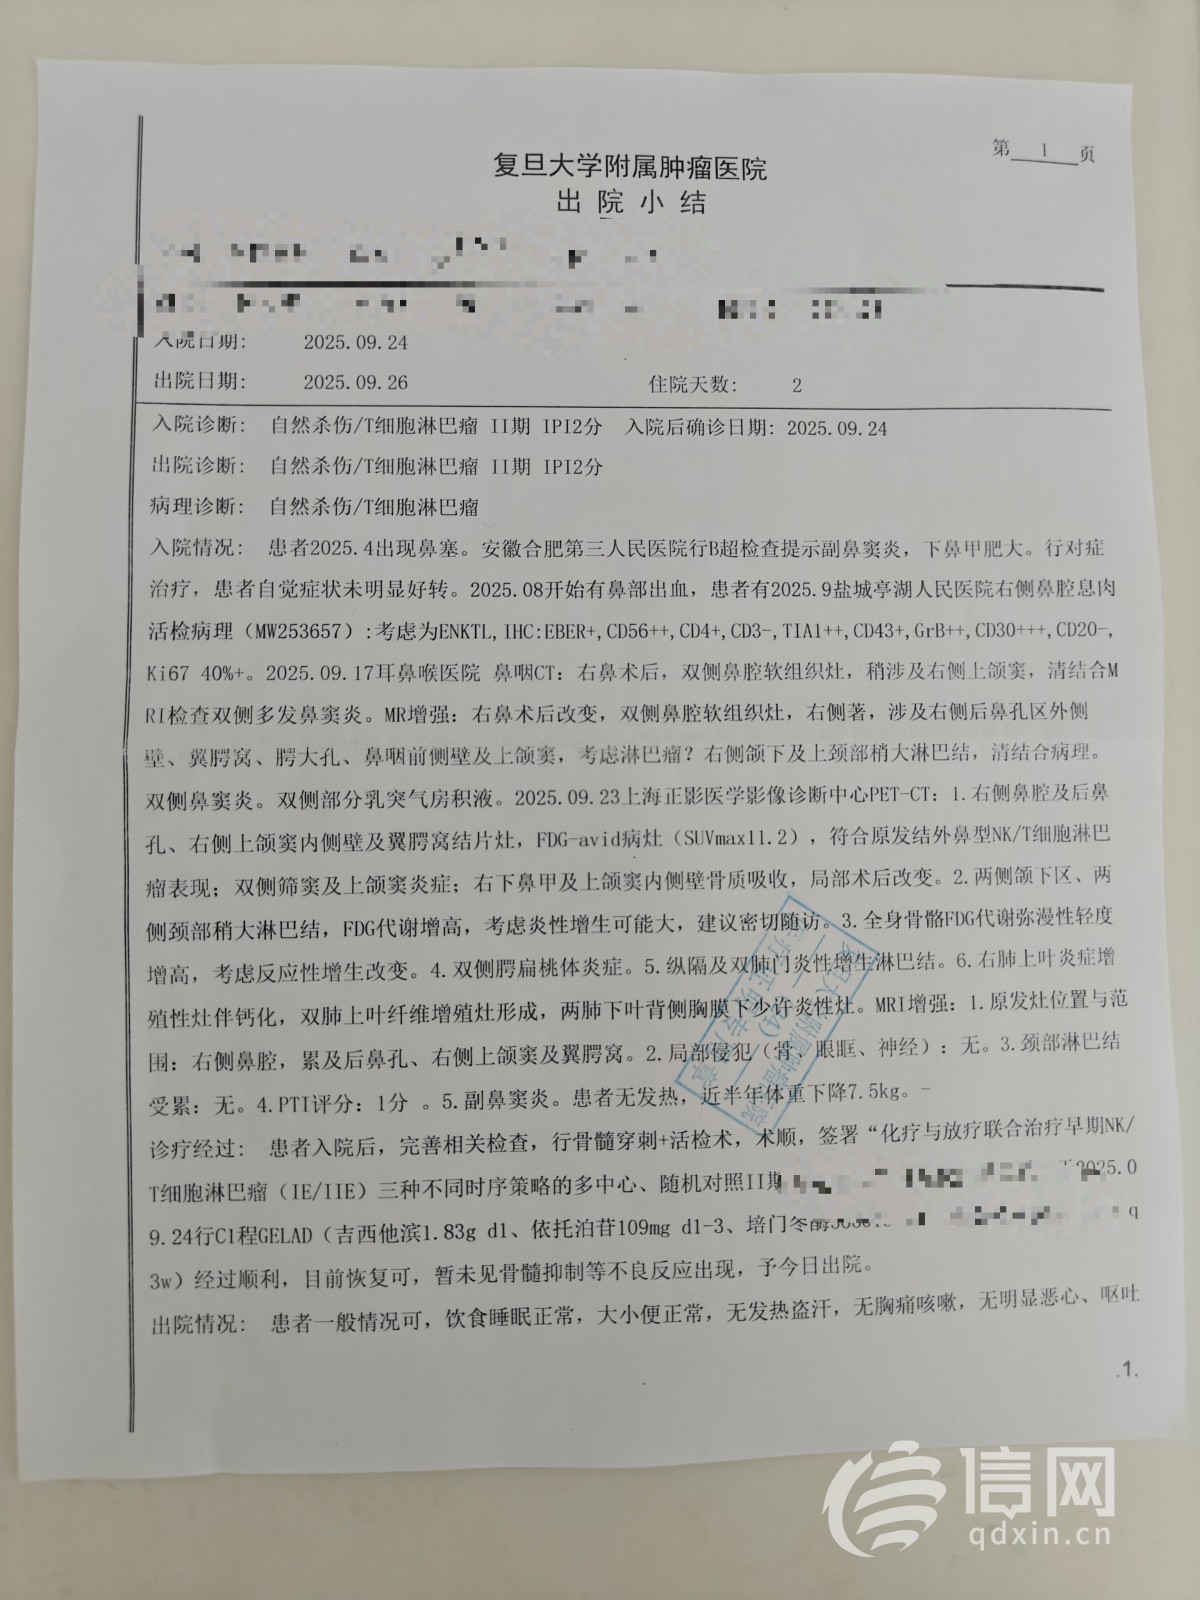 第 1 页
复旦大学附属肿瘤医院
出 院 小 结
入院日期: 2025.09.24
出院日期: 2025.09.26 住院天数: 2
入院诊断: 自然杀伤/T细胞淋巴瘤 II期 IPI2分 入院后确诊日期: 2025.09.24
出院诊断: 自然杀伤/T细胞淋巴瘤 II期 IPI2分
病理诊断: 自然杀伤/T细胞淋巴瘤
入院情况: 患者2025.4出现鼻塞。安徽合肥第三人民医院行B超检查提示副鼻窦炎，下鼻甲肥大。行对症
治疗，患者自觉症状未明显好转。2025.08开始有鼻部出血，患者有2025.9盐城亭湖人民医院右侧鼻腔息肉
活检病理（MW253657）:考虑为ENKTL,IHC:EBER+,CD56++,CD4+,CD3-,TIA1++,CD43+,GrB++,CD30+++,CD20-,
Ki67 40%+。2025.09.17耳鼻喉医院 鼻咽CT：右鼻术后，双侧鼻腔软组织灶，稍涉及右侧上颌窦，清结合M
RI检查双侧多发鼻窦炎。MR增强：右鼻术后改变，双侧鼻腔软组织灶，右侧著，涉及右侧后鼻孔区外侧
壁、翼腭窝、腭大孔、鼻咽前侧壁及上颌窦，考虑淋巴瘤？右侧颌下及上颈部稍大淋巴结，清结合病理。
双侧鼻窦炎。双侧部分乳突气房积液。2025.09.23上海正影医学影像诊断中心PET-CT：1.右侧鼻腔及后鼻
孔、右侧上颌窦内侧壁及翼腭窝结片灶，FDG-avid病灶（SUVmax11.2），符合原发结外鼻型NK/T细胞淋巴
瘤表现；双侧筛窦及上颌窦炎症；右下鼻甲及上颌窦内侧壁骨质吸收，局部术后改变。2.两侧颌下区、两
侧颈部稍大淋巴结，FDG代谢增高，考虑炎性增生可能大，建议密切随访。3.全身骨骼FDG代谢弥漫性轻度
增高，考虑反应性增生改变。4.双侧腭扁桃体炎症。5.纵隔及双肺门炎性增生淋巴结。6.右肺上叶炎症增
殖性灶伴钙化，双肺上叶纤维增殖灶形成，两肺下叶背侧胸膜下少许炎性灶。MRI增强：1.原发灶位置与范
围：右侧鼻腔，累及后鼻孔、右侧上颌窦及翼腭窝。2.局部侵犯（骨、眼眶、神经）：无。3.颈部淋巴结
受累：无。4.PTI评分：1分 。5.副鼻窦炎。患者无发热，近半年体重下降7.5kg。-
诊疗经过: 患者入院后，完善相关检查，行骨髓穿刺+活检术，术顺，签署“化疗与放疗联合治疗早期NK/
T细胞淋巴瘤（IE/IIE）三种不同时序策略的多中心、随机对照II期 2025.0
9.24行C1程GELAD（吉西他滨1.83g d1、依托泊苷109mg d1-3、培门冬酶 q
3w）经过顺利，目前恢复可，暂未见骨髓抑制等不良反应出现，予今日出院。
出院情况: 患者一般情况可，饮食睡眠正常，大小便正常，无发热盗汗，无胸痛咳嗽，无明显恶心、呕吐
.1.
信网
qdxin.cn